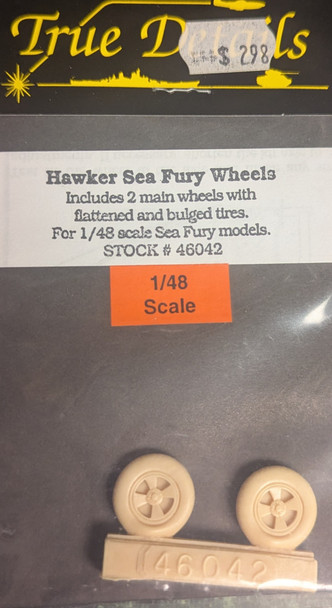 True Details
$ 2.98
Hawker Sea Fury Wheels
Includes 2 main wheels with
flattened and bulged tires.
For 1/48 scale Sea Fury models.
STOCK # 46042
1/48
Scale
46042